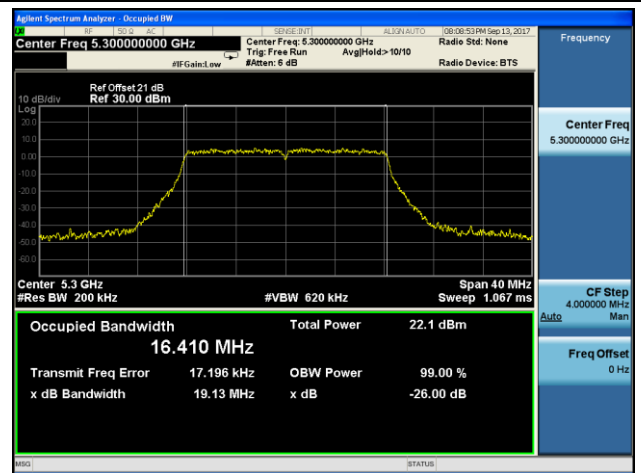 Agilent Spectrum Analyzer - Occupied BW
RF 50 Ω AC SENSE:INT ALIGN AUTO 08:08:53 PM Sep 13, 2017
Center Freq 5.300000000 GHz Center Freq: 5.300000000 GHz Radio Std: None Frequency
Trig: Free Run Avg|Hold:>10/10
#IFGain:Low #Atten: 6 dB Radio Device: BTS
Ref Offset 21 dB
10 dB/div Ref 30.00 dBm
Log
20.0
10.0
0.00
-10.0
-20.0
-30.0
-40.0
-50.0
-60.0
Center Freq
5.300000000 GHz
Center 5.3 GHz Span 40 MHz
#Res BW 200 kHz #VBW 620 kHz Sweep 1.067 ms
CF Step
4.000000 MHz
Auto Man
Occupied Bandwidth Total Power 22.1 dBm
16.410 MHz
Transmit Freq Error 17.196 kHz OBW Power 99.00 %
x dB Bandwidth 19.13 MHz x dB -26.00 dB
Freq Offset
0 Hz
MSG STATUS